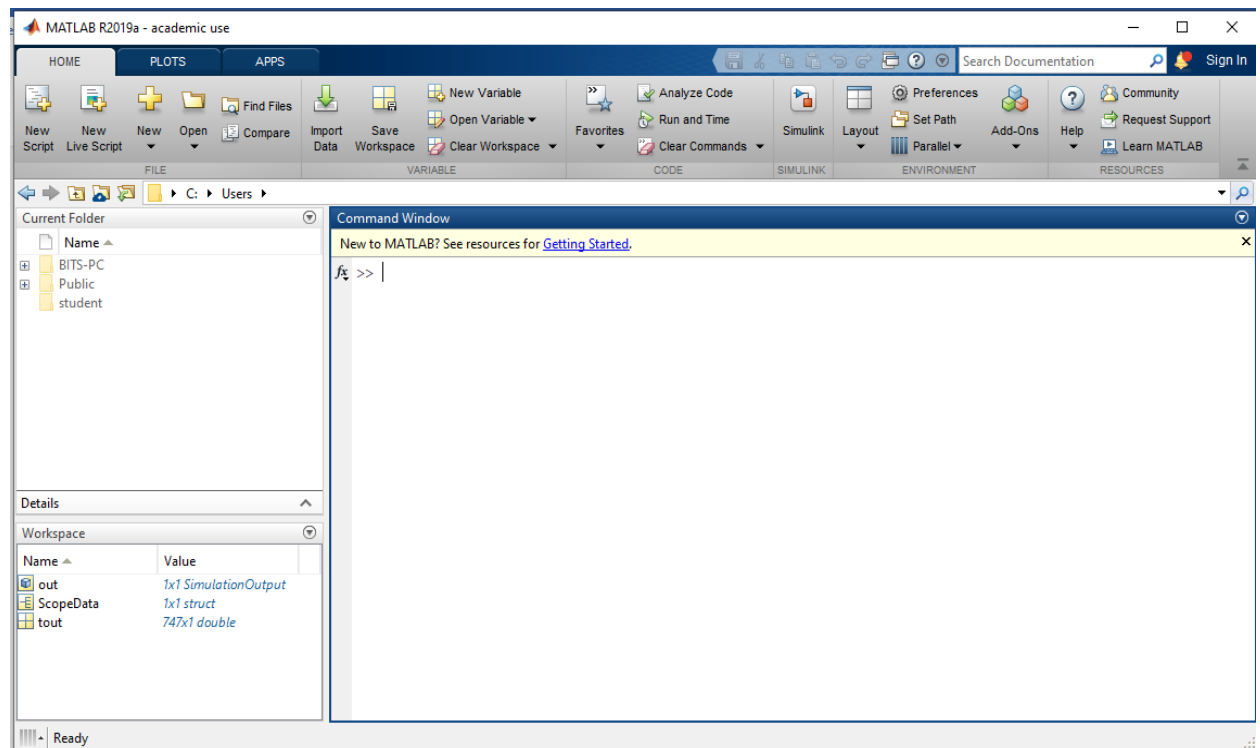 MATLAB R2019a - academic use
HOME PLOTS APPS
Search Documentation
Sign In
New Script
New Live Script
New
Open
Find Files
Compare
FILE
Import Data
Save Workspace
New Variable
Open Variable
Clear Workspace
VARIABLE
Favorites
Analyze Code
Run and Time
Clear Commands
CODE
Simulink
SIMULINK
Layout
Preferences
Set Path
Parallel
Add-Ons
ENVIRONMENT
Help
Community
Request Support
Learn MATLAB
RESOURCES
C: Users
Current Folder
Name
BITS-PC
Public
student
Details
Workspace
Name Value
out 1x1 SimulationOutput
ScopeData 1x1 struct
tout 747x1 double
Command Window
New to MATLAB? See resources for Getting Started.
fx >>
Ready